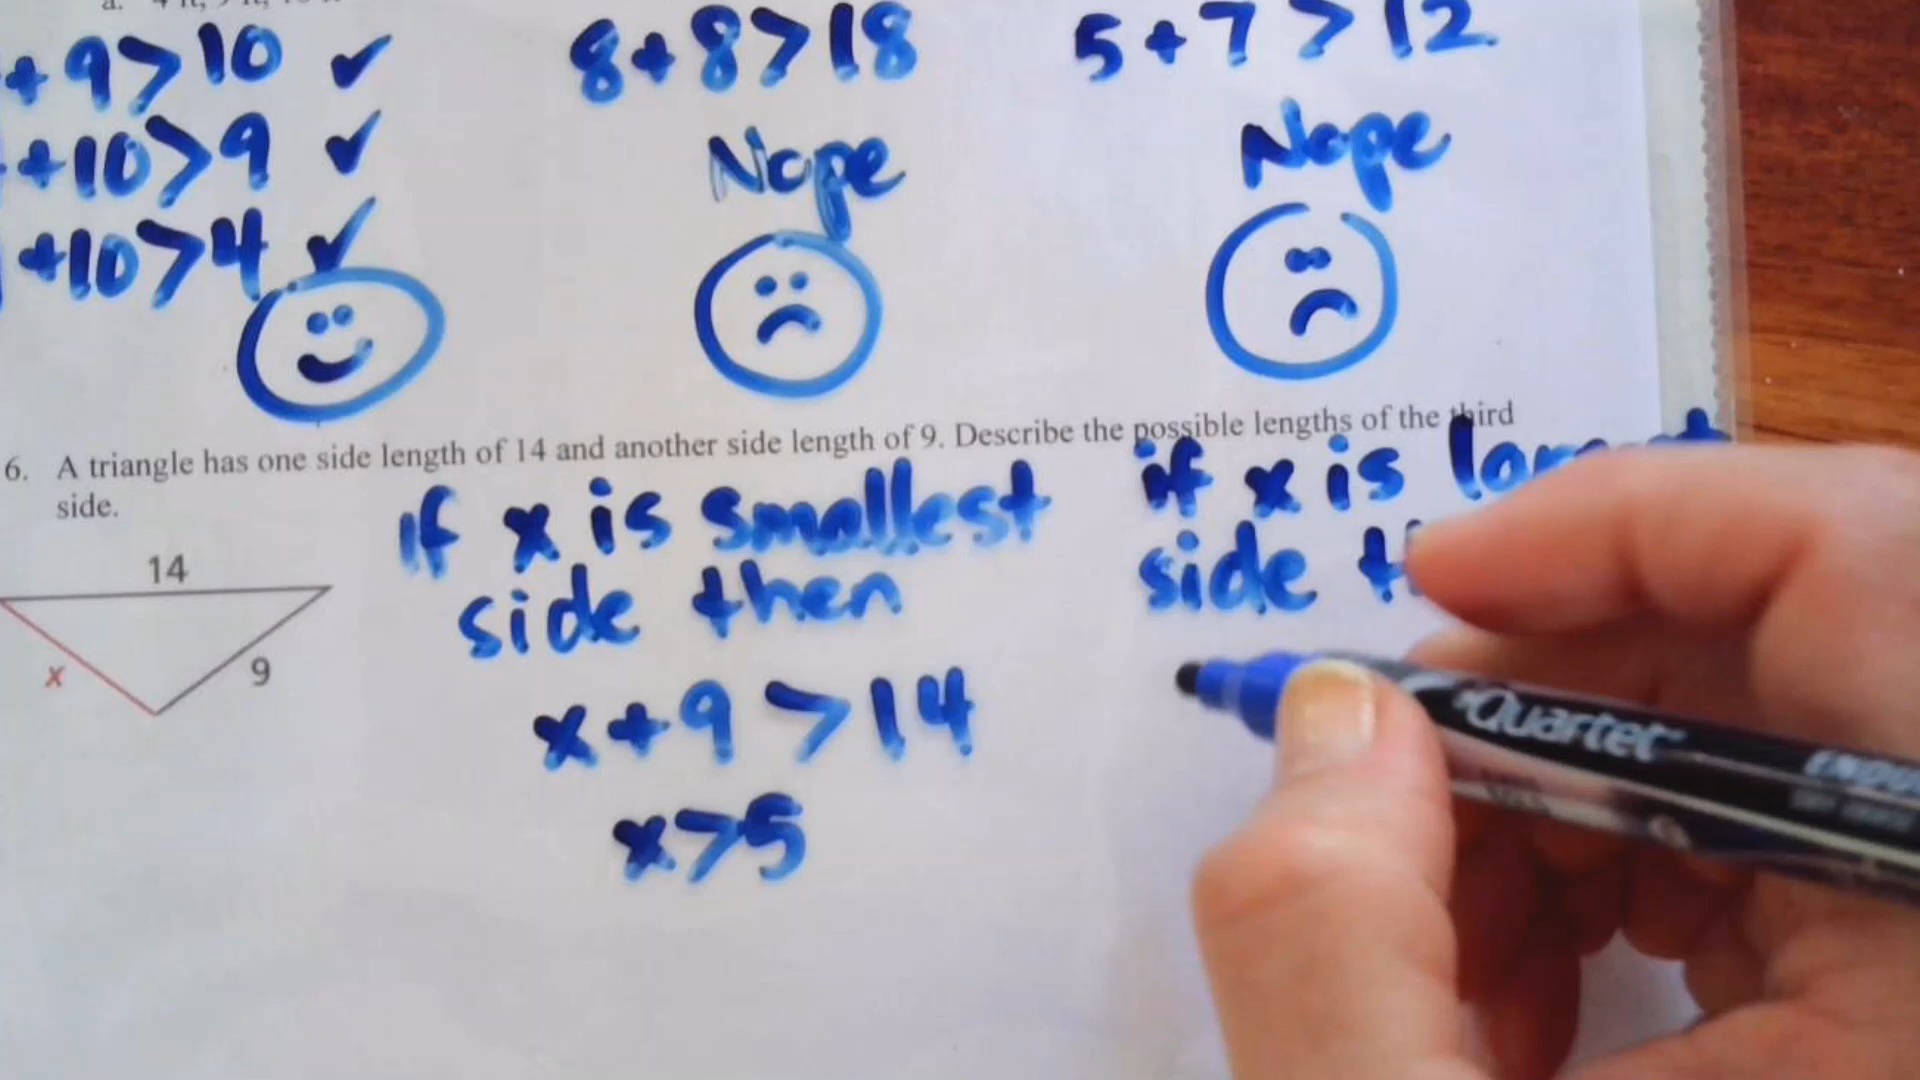 + 9 > 10 ✓
+ 10 > 9 ✓
+ 10 > 4 ✓
8 + 8 > 18
Nope
5 + 7 > 12
Nope
6. A triangle has one side length of 14 and another side length of 9. Describe the possible lengths of the third
side.
14
x
9
If x is smallest
side then
x + 9 > 14
x > 5
if x is
side
Quartet